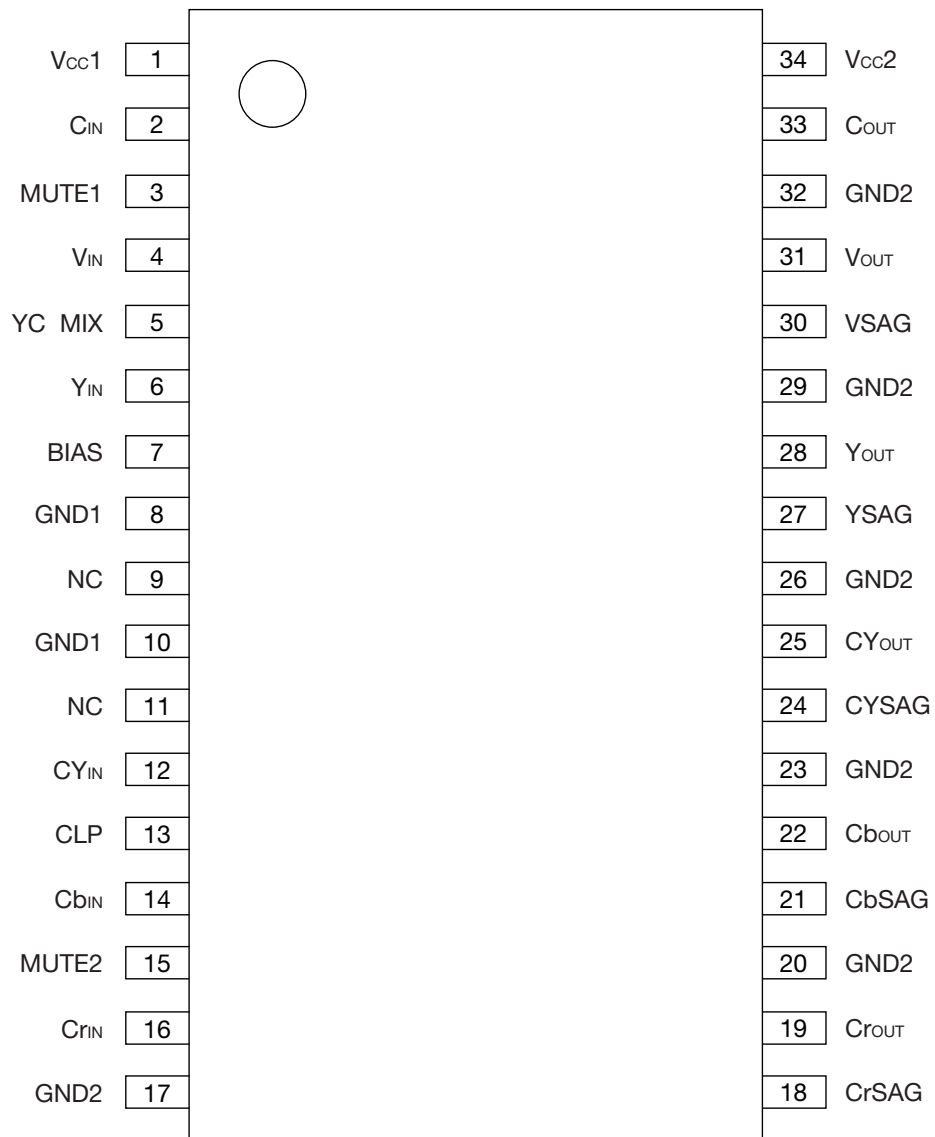 Vcc1 1 34 Vcc2
CIN 2 33 COUT
MUTE1 3 32 GND2
VIN 4 31 VOUT
YC MIX 5 30 VSAG
YIN 6 29 GND2
BIAS 7 28 YOUT
GND1 8 27 YSAG
NC 9 26 GND2
GND1 10 25 CYOUT
NC 11 24 CYSAG
CYIN 12 23 GND2
CLP 13 22 CbOUT
CbIN 14 21 CbSAG
MUTE2 15 20 GND2
CrIN 16 19 CrOUT
GND2 17 18 CrSAG